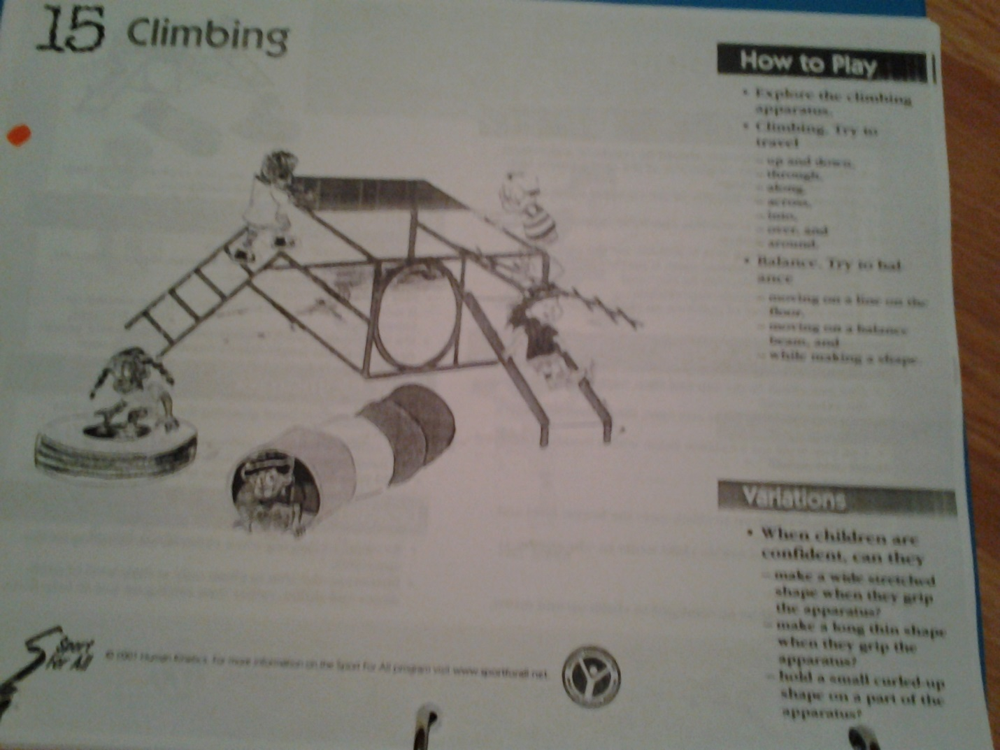 15 Climbing
How to Play
• Explore the climbing
apparatus.
• Climbing. Try to
travel
– up and down,
– through,
– along,
– across,
– into,
– over, and
– around.
• Balance. Try to bal-
ance
– moving on a line on the
floor,
– moving on a balance
beam, and
– while making a shape.
Variations
• When children are
confident, can they
– make a wide stretched
shape when they grip
the apparatus?
– make a long thin shape
when they grip the
apparatus?
– hold a small curled-up
shape on a part of the
apparatus?
Sport
For All
© 2001 Human Kinetics. For more information on the Sport For All program visit www.sportforall.net.